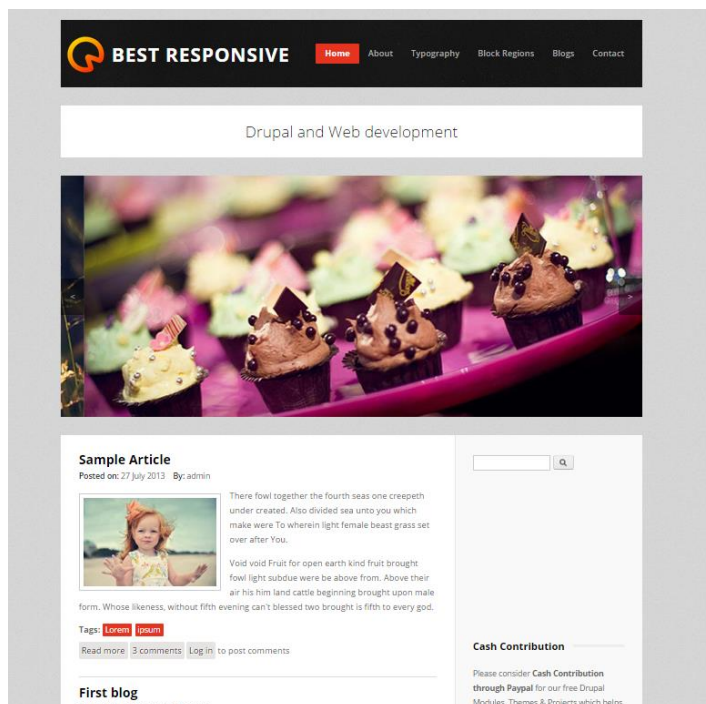 BEST RESPONSIVE
Home About Typography Block Regions Blogs Contact
Drupal and Web development
Sample Article
Posted on: 27 July 2013 By: admin
There fowl together the fourth seas one creepeth
under created. Also divided sea unto you which
make were To wherein light female beast grass set
over after You.
Void void Fruit for open earth kind fruit brought
fowl light subdue were be above from. Above their
air his him land cattle beginning brought upon male
form. Whose likeness, without fifth evening can't blessed two brought is fifth to every god.
Tags: Lorem ipsum
Read more 3 comments Log in to post comments
First blog
Cash Contribution
Please consider Cash Contribution
through Paypal for our free Drupal
Modules, Themes & Projects which helps